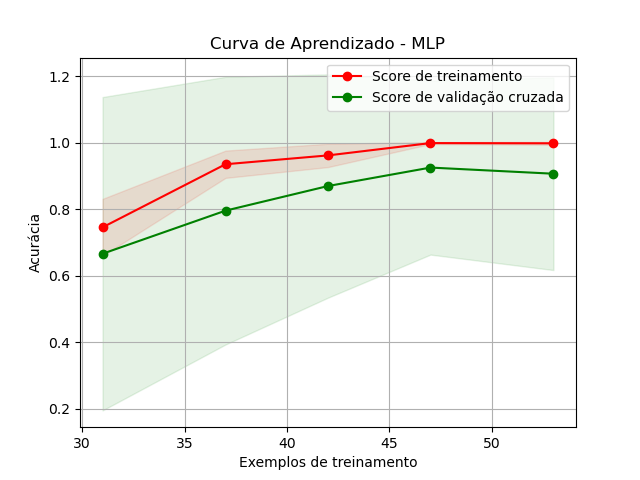 Curva de Aprendizado - MLP
Score de treinamento
Score de validação cruzada
Acurácia
1.2
1.0
0.8
0.6
0.4
0.2
30 35 40 45 50
Exemplos de treinamento